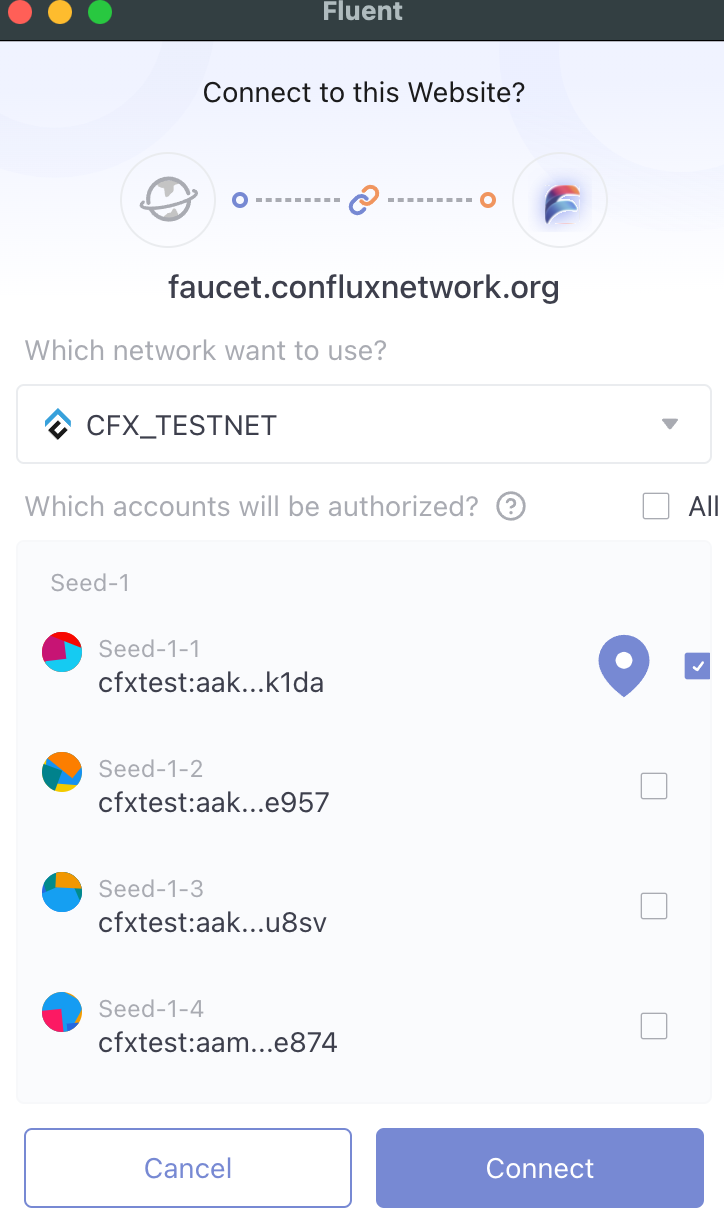 Fluent
Connect to this Website?
faucet.confluxnetwork.org
Which network want to use?
CFX_TESTNET
Which accounts will be authorized? ?
All
Seed-1
Seed-1-1
cfxtest:aak...k1da
Seed-1-2
cfxtest:aak...e957
Seed-1-3
cfxtest:aak...u8sv
Seed-1-4
cfxtest:aam...e874
Cancel
Connect